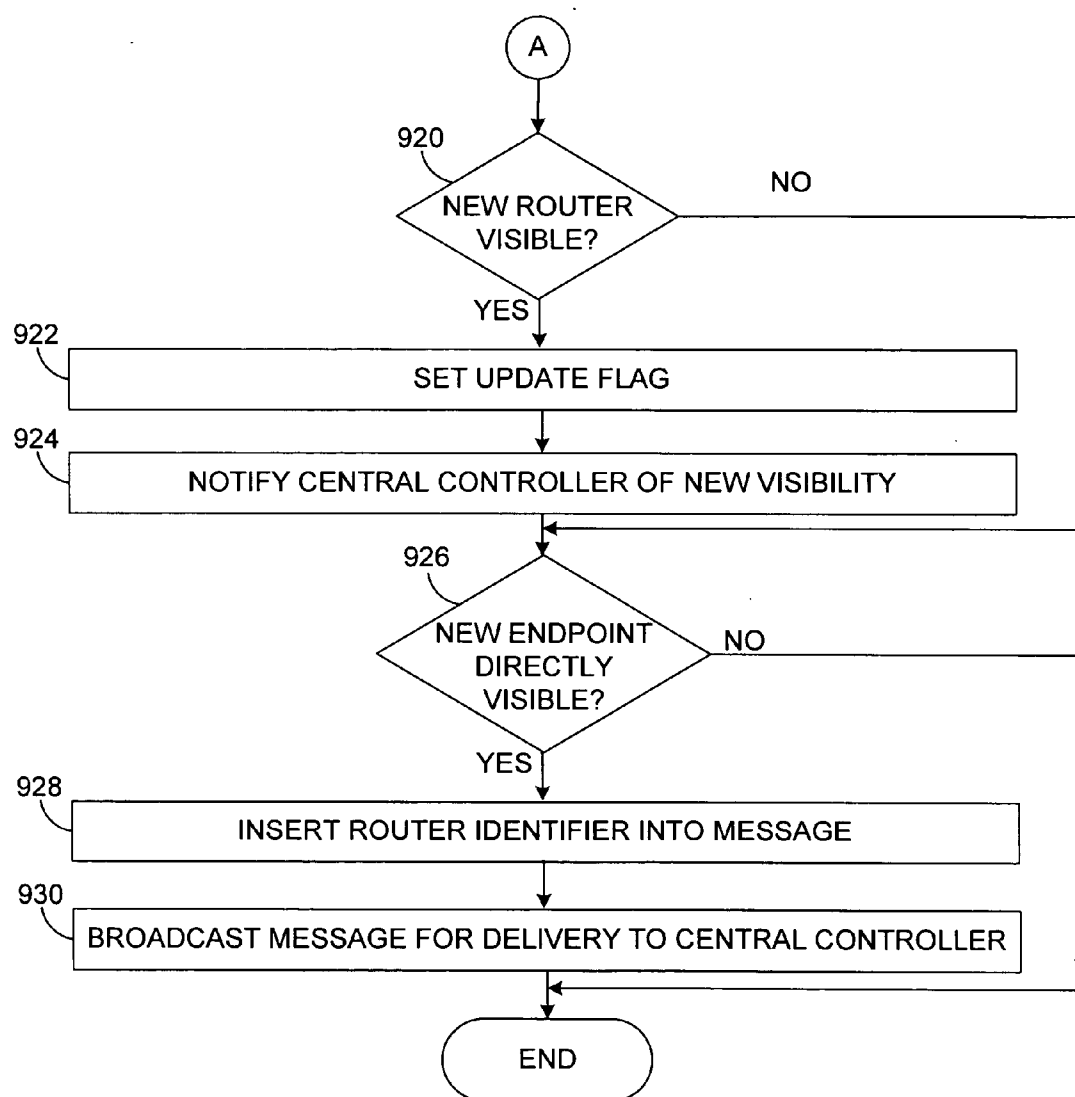 A
920
NEW ROUTER
VISIBLE?
NO
YES
922
SET UPDATE FLAG
924
NOTIFY CENTRAL CONTROLLER OF NEW VISIBILITY
926
NEW ENDPOINT
DIRECTLY
VISIBLE?
NO
YES
928
INSERT ROUTER IDENTIFIER INTO MESSAGE
930
BROADCAST MESSAGE FOR DELIVERY TO CENTRAL CONTROLLER
END